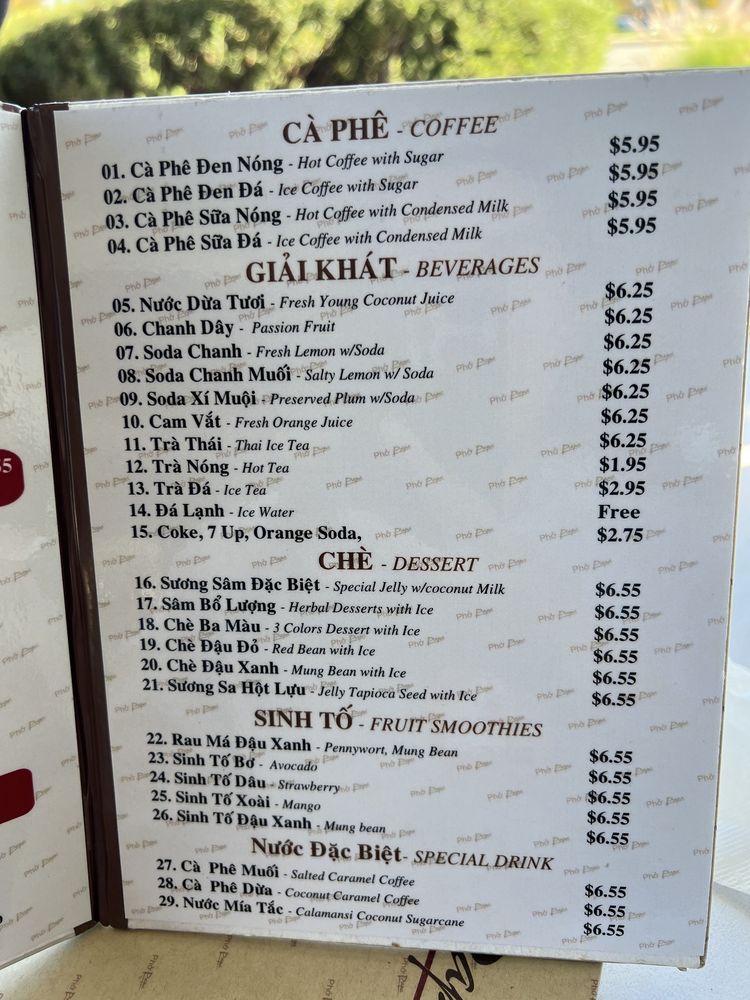 CÀ PHÊ - COFFEE
01. Cà Phê Đen Nóng - Hot Coffee with Sugar $5.95
02. Cà Phê Đen Đá - Ice Coffee with Sugar $5.95
03. Cà Phê Sữa Nóng - Hot Coffee with Condensed Milk $5.95
04. Cà Phê Sữa Đá - Ice Coffee with Condensed Milk $5.95
GIẢI KHÁT - BEVERAGES
05. Nước Dừa Tươi - Fresh Young Coconut Juice $6.25
06. Chanh Dây - Passion Fruit $6.25
07. Soda Chanh - Fresh Lemon w/Soda $6.25
08. Soda Chanh Muối - Salty Lemon w/ Soda $6.25
09. Soda Xí Muội - Preserved Plum w/Soda $6.25
10. Cam Vắt - Fresh Orange Juice $6.25
11. Trà Thái - Thai Ice Tea $6.25
12. Trà Nóng - Hot Tea $1.95
13. Trà Đá - Ice Tea $2.95
14. Đá Lạnh - Ice Water Free
15. Coke, 7 Up, Orange Soda, $2.75
CHÈ - DESSERT
16. Sương Sâm Đặc Biệt - Special Jelly w/coconut Milk $6.55
17. Sâm Bổ Lượng - Herbal Desserts with Ice $6.55
18. Chè Ba Màu - 3 Colors Dessert with Ice $6.55
19. Chè Đậu Đỏ - Red Bean with Ice $6.55
20. Chè Đậu Xanh - Mung Bean with Ice $6.55
21. Sương Sa Hột Lựu - Jelly Tapioca Seed with Ice $6.55
SINH TỐ - FRUIT SMOOTHIES
22. Rau Má Đậu Xanh - Pennywort, Mung Bean $6.55
23. Sinh Tố Bơ - Avocado $6.55
24. Sinh Tố Dâu - Strawberry $6.55
25. Sinh Tố Xoài - Mango $6.55
26. Sinh Tố Đậu Xanh - Mung bean $6.55
Nước Đặc Biệt- SPECIAL DRINK
27. Cà Phê Muối - Salted Caramel Coffee $6.55
28. Cà Phê Dừa - Coconut Caramel Coffee $6.55
29. Nước Mía Tắc - Calamansi Coconut Sugarcane $6.55